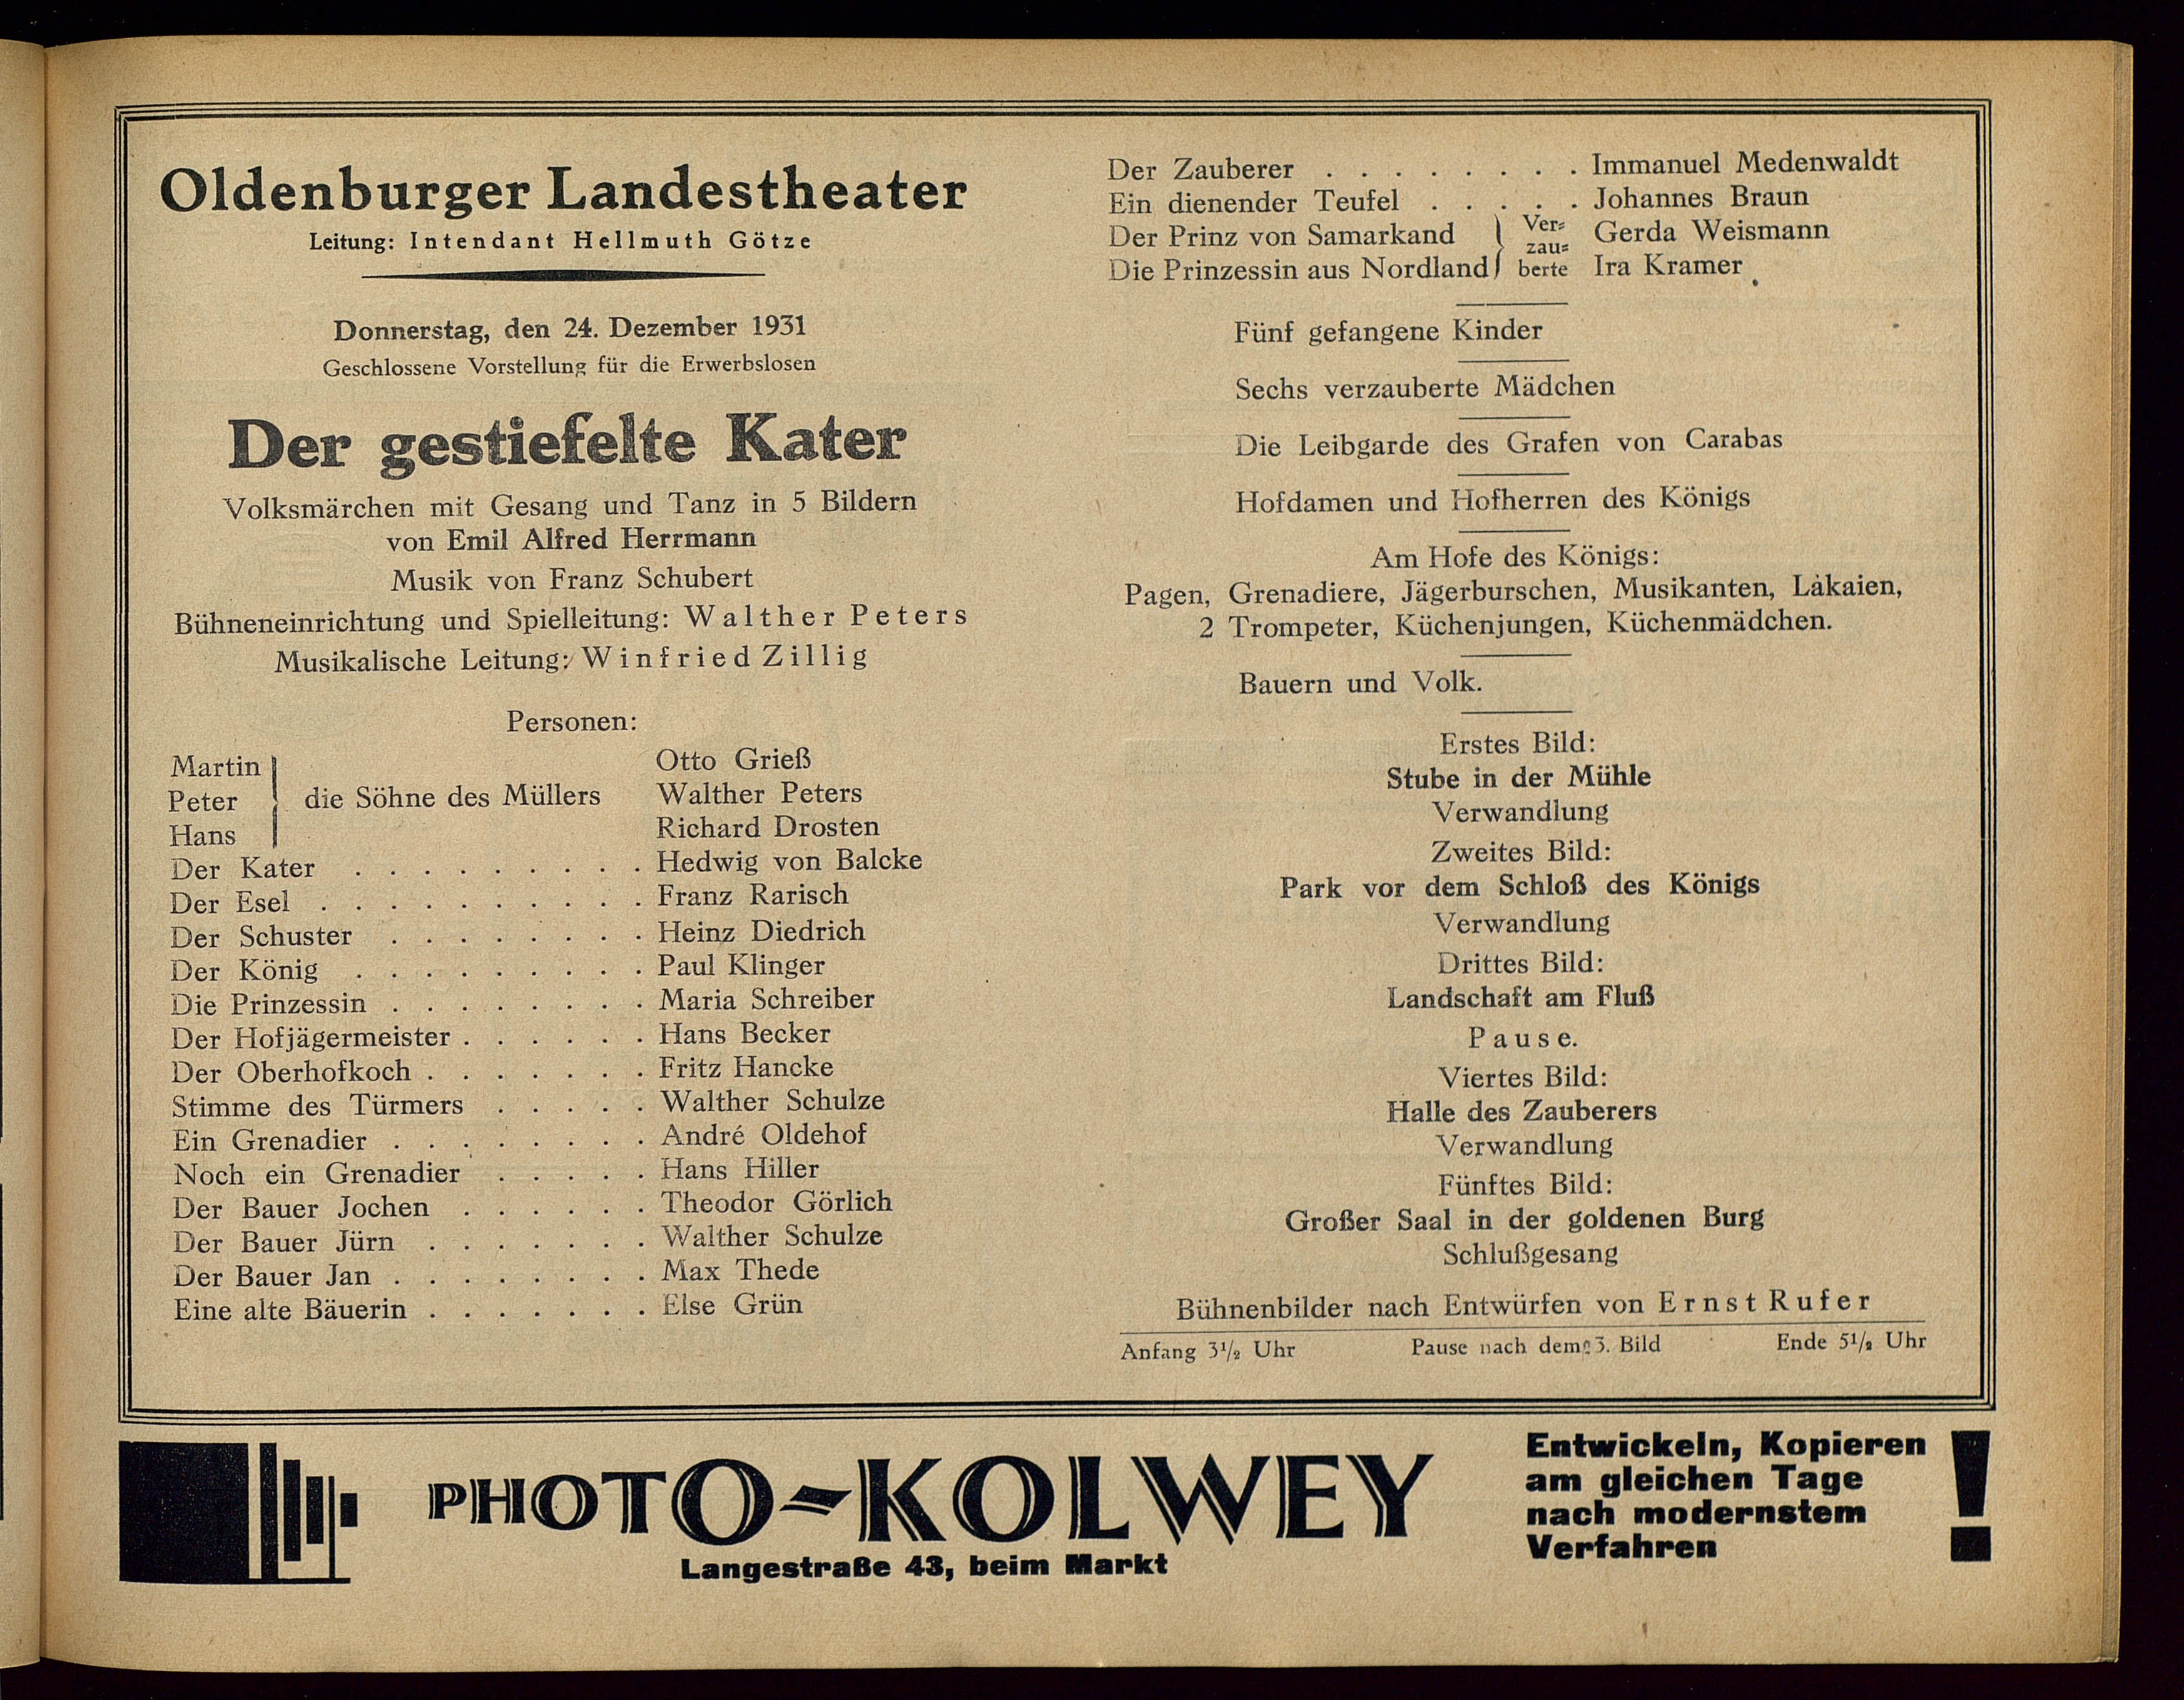 Oldenburger Landestheater
Leitung: Intendant Hellmuth Götze
Donnerstag, den 24. Dezember 1931
Geschlossene Vorstellung für die Erwerbslosen
Der gestiefelte Kater
Volksmärchen mit Gesang und Tanz in 5 Bildern
von Emil Alfred Herrmann
Musik von Franz Schubert
Bühneneinrichtung und Spielleitung: Walther Peters
Musikalische Leitung: Winfried Zillig
Personen:
Martin Otto Grieß
Peter die Söhne des Müllers Walther Peters
Hans Richard Drosten
Der Kater . . . . . . . . . Hedwig von Balcke
Der Esel . . . . . . . . . . Franz Rarisch
Der Schuster . . . . . . . . Heinz Diedrich
Der König . . . . . . . . . Paul Klinger
Die Prinzessin . . . . . . . . Maria Schreiber
Der Hofjägermeister . . . . . . Hans Becker
Der Oberhofkoch . . . . . . . Fritz Hancke
Stimme des Türmers . . . . . Walther Schulze
Ein Grenadier . . . . . . . . André Oldehof
Noch ein Grenadier . . . . . Hans Hiller
Der Bauer Jochen . . . . . . Theodor Görlich
Der Bauer Jürn . . . . . . . Walther Schulze
Der Bauer Jan . . . . . . . . Max Thede
Eine alte Bäuerin . . . . . . . Else Grün
Der Zauberer . . . . . . . . Immanuel Medenwaldt
Ein dienender Teufel . . . . . Johannes Braun
Der Prinz von Samarkand } Ver= zau= Gerda Weismann
Die Prinzessin aus Nordland } berte Ira Kramer
Fünf gefangene Kinder
Sechs verzauberte Mädchen
Die Leibgarde des Grafen von Carabas
Hofdamen und Hofherren des Königs
Am Hofe des Königs:
Pagen, Grenadiere, Jägerburschen, Musikanten, Lakaien,
2 Trompeter, Küchenjungen, Küchenmädchen.
Bauern und Volk.
Erstes Bild:
Stube in der Mühle
Verwandlung
Zweites Bild:
Park vor dem Schloß des Königs
Verwandlung
Drittes Bild:
Landschaft am Fluß
Pause.
Viertes Bild:
Halle des Zauberers
Verwandlung
Fünftes Bild:
Großer Saal in der goldenen Burg
Schlußgesang
Bühnenbilder nach Entwürfen von Ernst Rufer
Anfang 3½ Uhr Pause nach dem 3. Bild Ende 5½ Uhr
PHOTO-KOLWEY
Langestraße 43, beim Markt
Entwickeln, Kopieren
am gleichen Tage
nach modernstem
Verfahren !